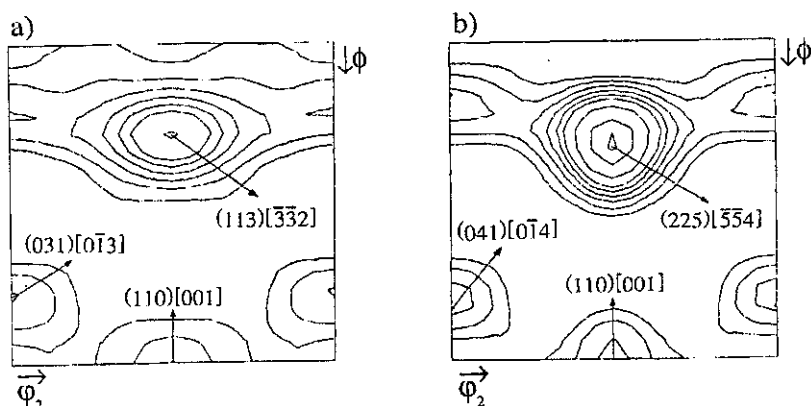 a)
↓ϕ
(113)[3̅3̅2]
(031)[01̅3]
(110)[001]
φ₂
b)
↓ϕ
(225)[5̅5̅4]
(041)[01̅4]
(110)[001]
φ₂